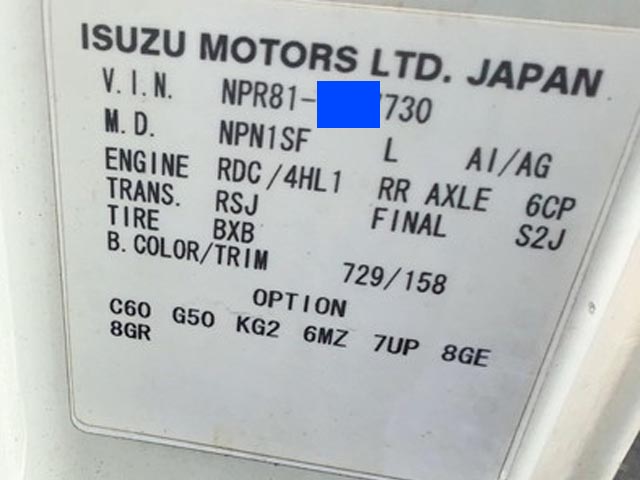 ISUZU MOTORS LTD. JAPAN
V.I.N. NPR81- 7730
M.D. NPN1SF L AI/AG
ENGINE RDC/4HL1 RR AXLE 6CP
TRANS. RSJ FINAL S2J
TIRE BXB
B.COLOR/TRIM 729/158
OPTION
C60 G50 KG2 6MZ 7UP 8GE
8GR